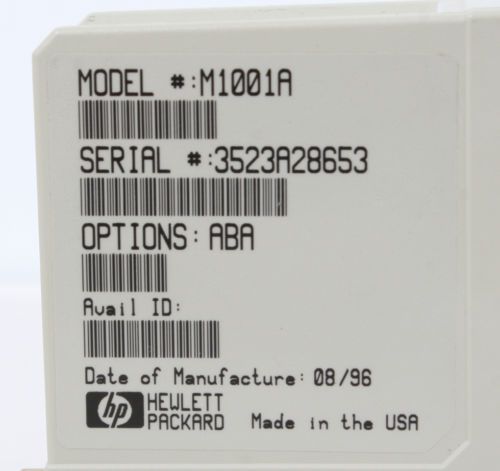 MODEL #:M1001A
SERIAL #:3523A28653
OPTIONS: ABA
Avail ID:
Date of Manufacture: 08/96
hp HEWLETT
PACKARD Made in the USA